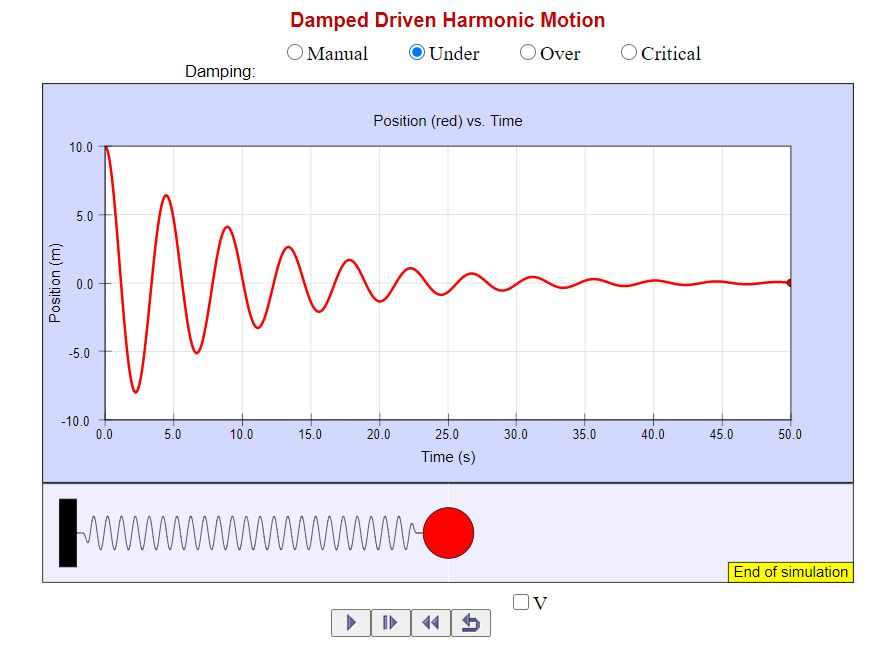 Damped Driven Harmonic Motion
Damping: Manual Under Over Critical
Position (red) vs. Time
Position (m)
10.0
5.0
0.0
-5.0
-10.0
0.0 5.0 10.0 15.0 20.0 25.0 30.0 35.0 40.0 45.0 50.0
Time (s)
End of simulation
V